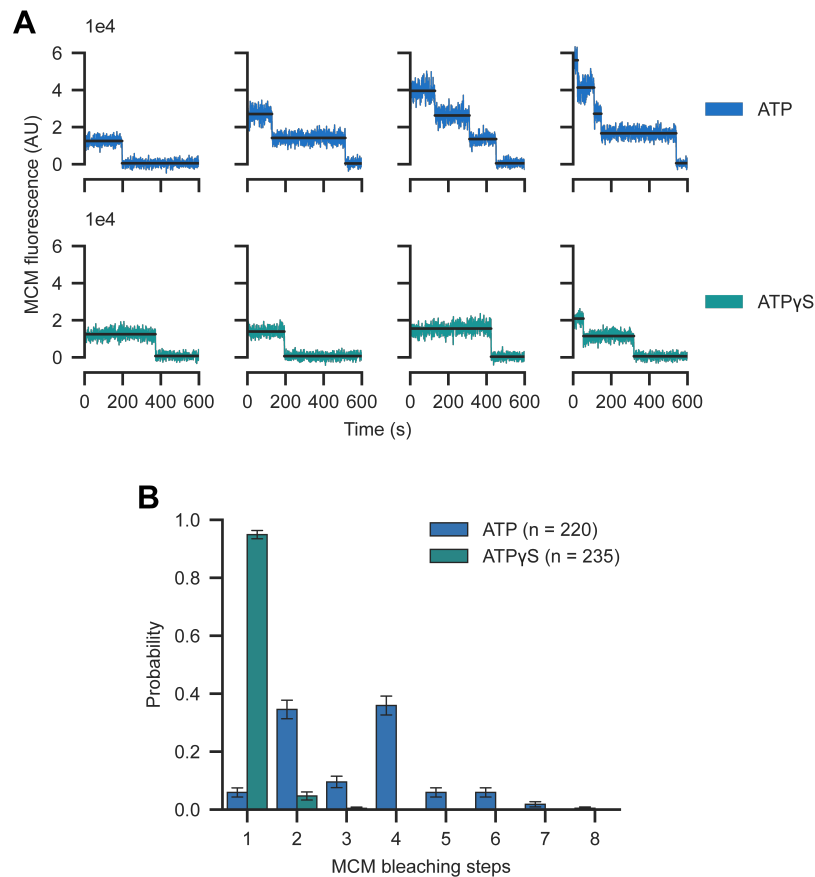 A
1e4
MCM fluorescence (AU)
6
4
2
0
ATP
1e4
6
4
2
0
ATPγS
0 200 400 600 0 200 400 600 0 200 400 600 0 200 400 600
Time (s)
B
Probability
1.0
0.8
0.6
0.4
0.2
0.0
ATP (n = 220)
ATPγS (n = 235)
1 2 3 4 5 6 7 8
MCM bleaching steps